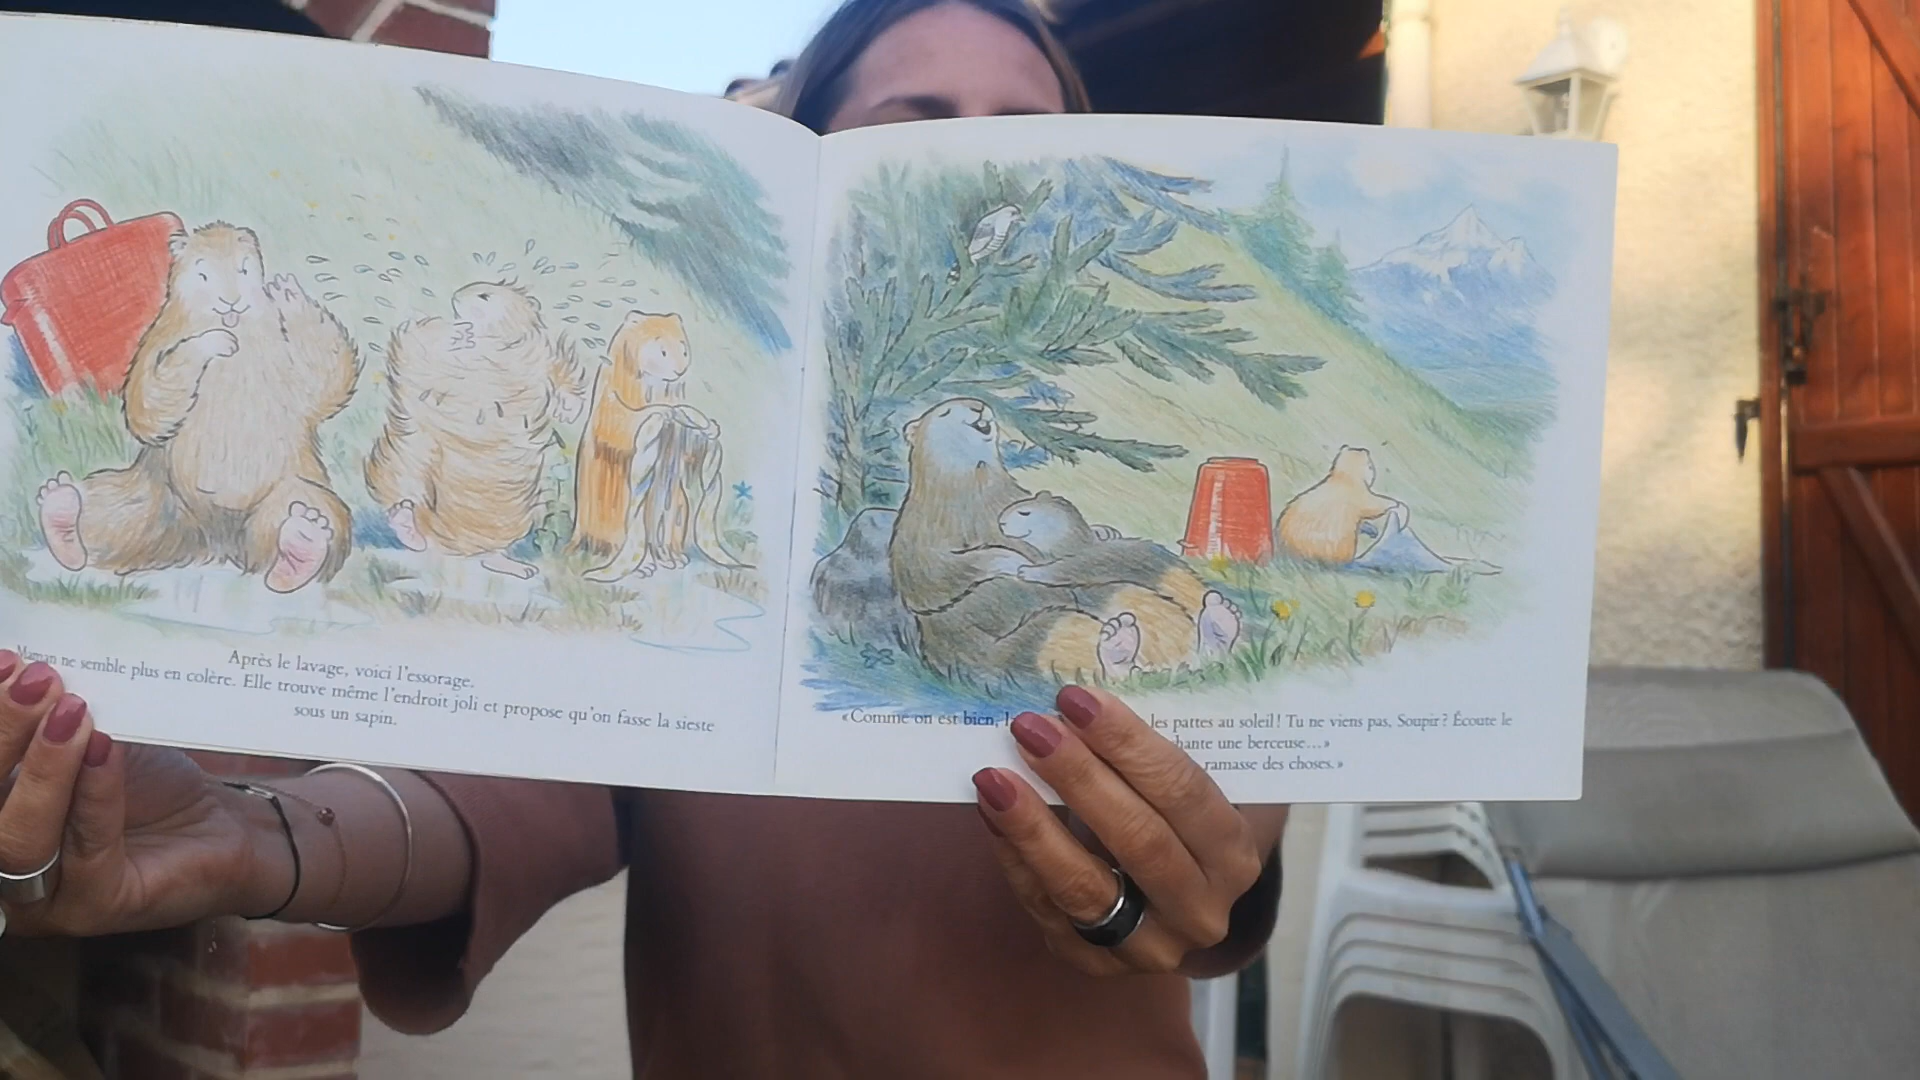 Après le lavage, voici l'essorage.
Maman ne semble plus en colère. Elle trouve même l'endroit joli et propose qu'on fasse la sieste
sous un sapin.
«Comme on est bien, les pattes au soleil! Tu ne viens pas, Soupir? Écoute le
chante une berceuse...»
ramasse des choses.»